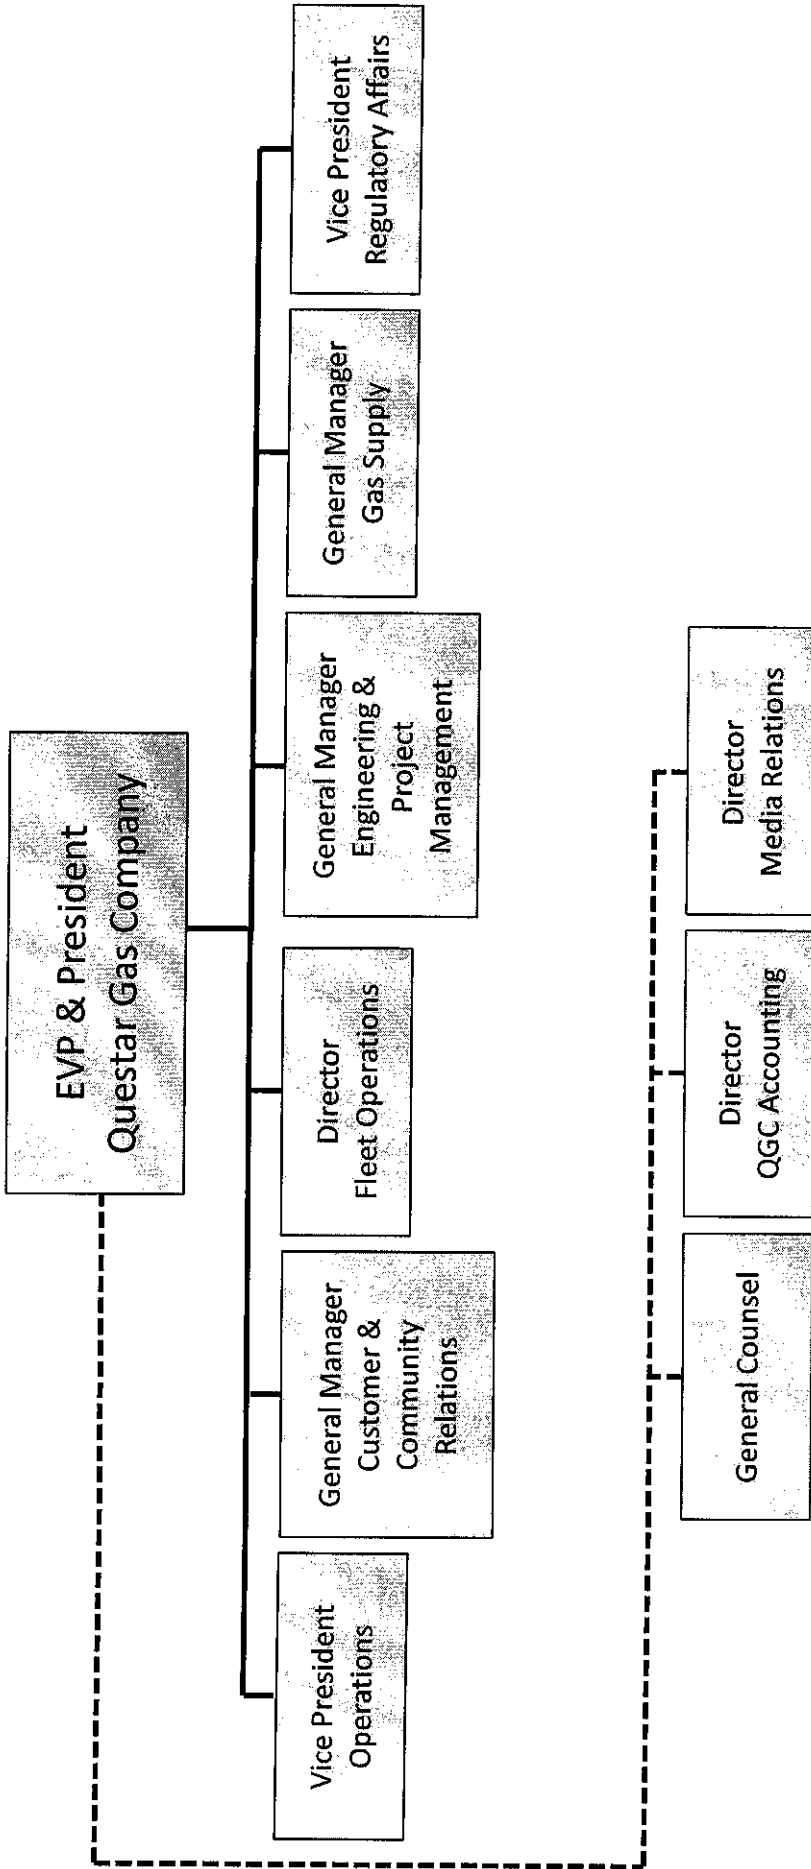 EVP & President
Questar Gas Company
Vice President
Operations
General Manager
Customer &
Community
Relations
Director
Fleet Operations
General Manager
Engineering &
Project
Management
General Manager
Gas Supply
Vice President
Regulatory Affairs
General Counsel
Director
QGC Accounting
Director
Media Relations